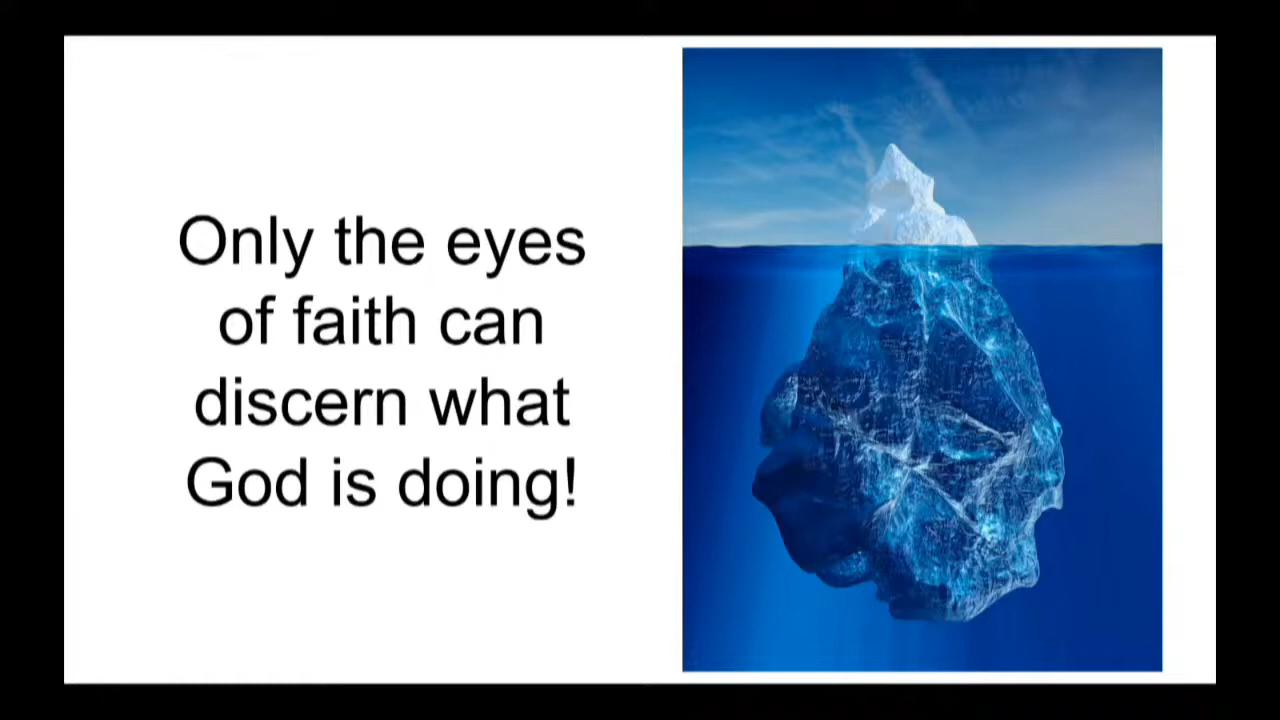 Only the eyes
of faith can
discern what
God is doing!